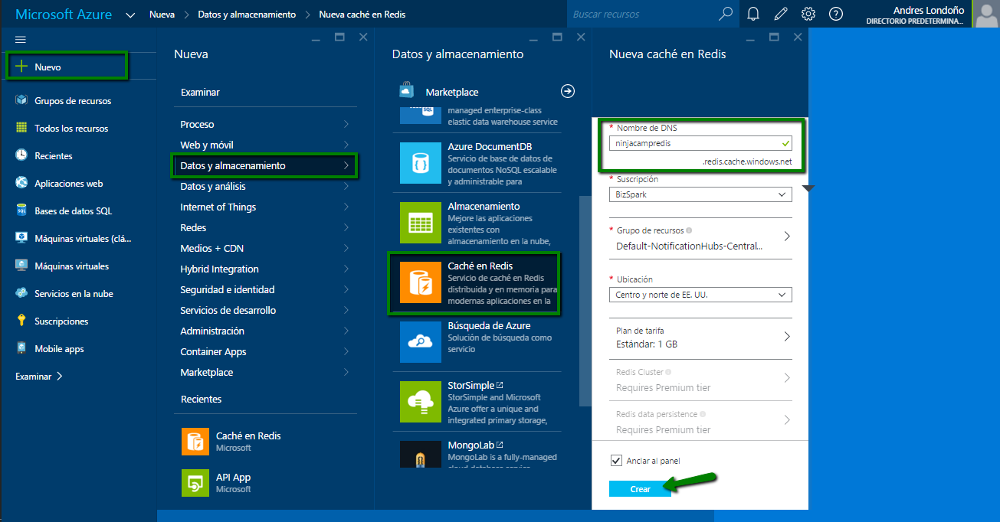 Microsoft Azure
Nueva
Datos y almacenamiento
Nueva caché en Redis
Buscar recursos
Andres Londoño
DIRECTORIO PREDETERMINA...
Nuevo
Grupos de recursos
Todos los recursos
Recientes
Aplicaciones web
Bases de datos SQL
Máquinas virtuales (clá...
Máquinas virtuales
Servicios en la nube
Suscripciones
Mobile apps
Examinar
Nueva
Examinar
Proceso
Web y móvil
Datos y almacenamiento
Datos y análisis
Internet of Things
Redes
Medios + CDN
Hybrid Integration
Seguridad e identidad
Servicios de desarrollo
Administración
Container Apps
Marketplace
Recientes
Caché en Redis
Microsoft
API App
Microsoft
Datos y almacenamiento
Marketplace
SQL
managed enterprise-class
elastic data warehouse service
Azure DocumentDB
Servicio de base de datos de
documentos NoSQL escalable
y administrable para
Almacenamiento
Mejore las aplicaciones
existentes con
almacenamiento en la nube,
Caché en Redis
Servicio de caché en Redis
distribuida y en memoria para
modernas aplicaciones en la
Búsqueda de Azure
Solución de búsqueda como
servicio
StorSimple
StorSimple and Microsoft
Azure offer a unique and
integrated primary storage,
MongoLab
MongoLab is a fully-managed
cloud database service
Nueva caché en Redis
* Nombre de DNS
ninjacampredis
.redis.cache.windows.net
* Suscripción
BizSpark
* Grupo de recursos
Default-NotificationHubs-Central...
* Ubicación
Centro y norte de EE. UU.
Plan de tarifa
Estándar: 1 GB
Redis Cluster
Requires Premium tier
Redis data persistence
Requires Premium tier
Anclar al panel
Crear